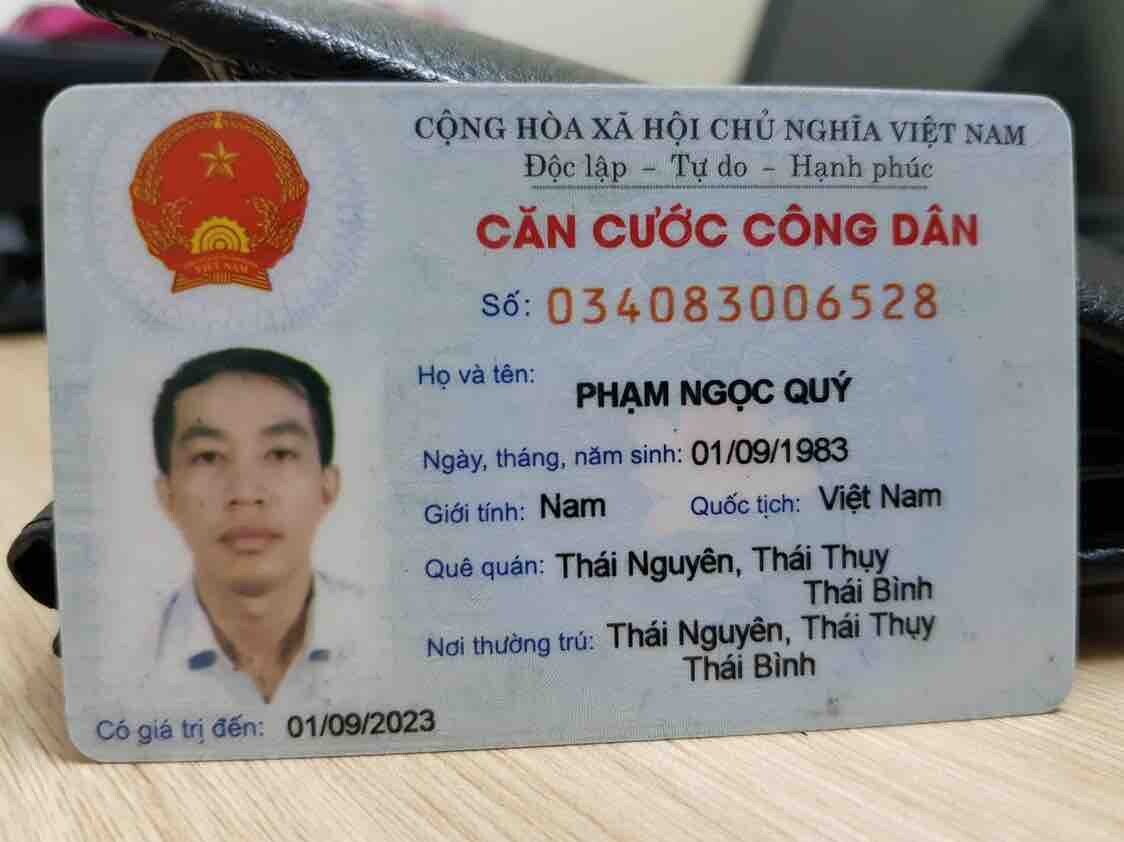 CỘNG HÒA XÃ HỘI CHỦ NGHĨA VIỆT NAM
Độc lập – Tự do – Hạnh phúc
CĂN CƯỚC CÔNG DÂN
Số: 034083006528
Họ và tên: PHẠM NGỌC QUÝ
Ngày, tháng, năm sinh: 01/09/1983
Giới tính: Nam Quốc tịch: Việt Nam
Quê quán: Thái Nguyên, Thái Thụy
Thái Bình
Nơi thường trú: Thái Nguyên, Thái Thụy
Thái Bình
Có giá trị đến: 01/09/2023